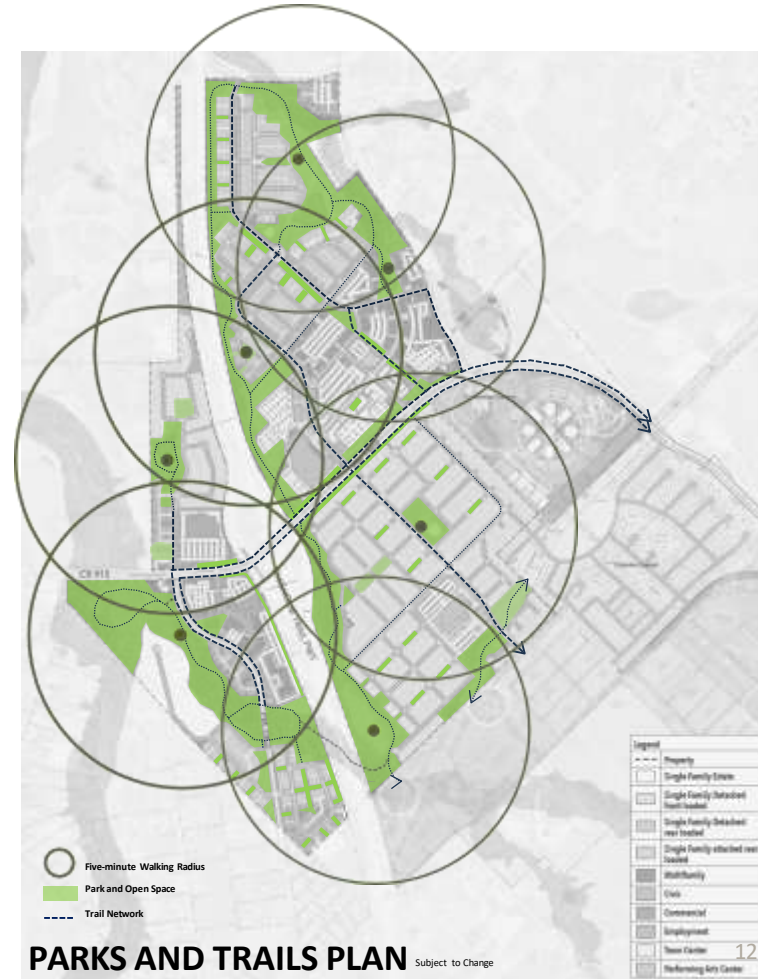 CR 913
Legend
Property
Single Family Estate
Single Family Detached
front loaded
Single Family Detached
rear loaded
Single Family attached rear
loaded
Multifamily
Civic
Commercial
Employment
Town Center
Performing Arts Center
Five-minute Walking Radius
Park and Open Space
Trail Network
PARKS AND TRAILS PLAN Subject to Change
12